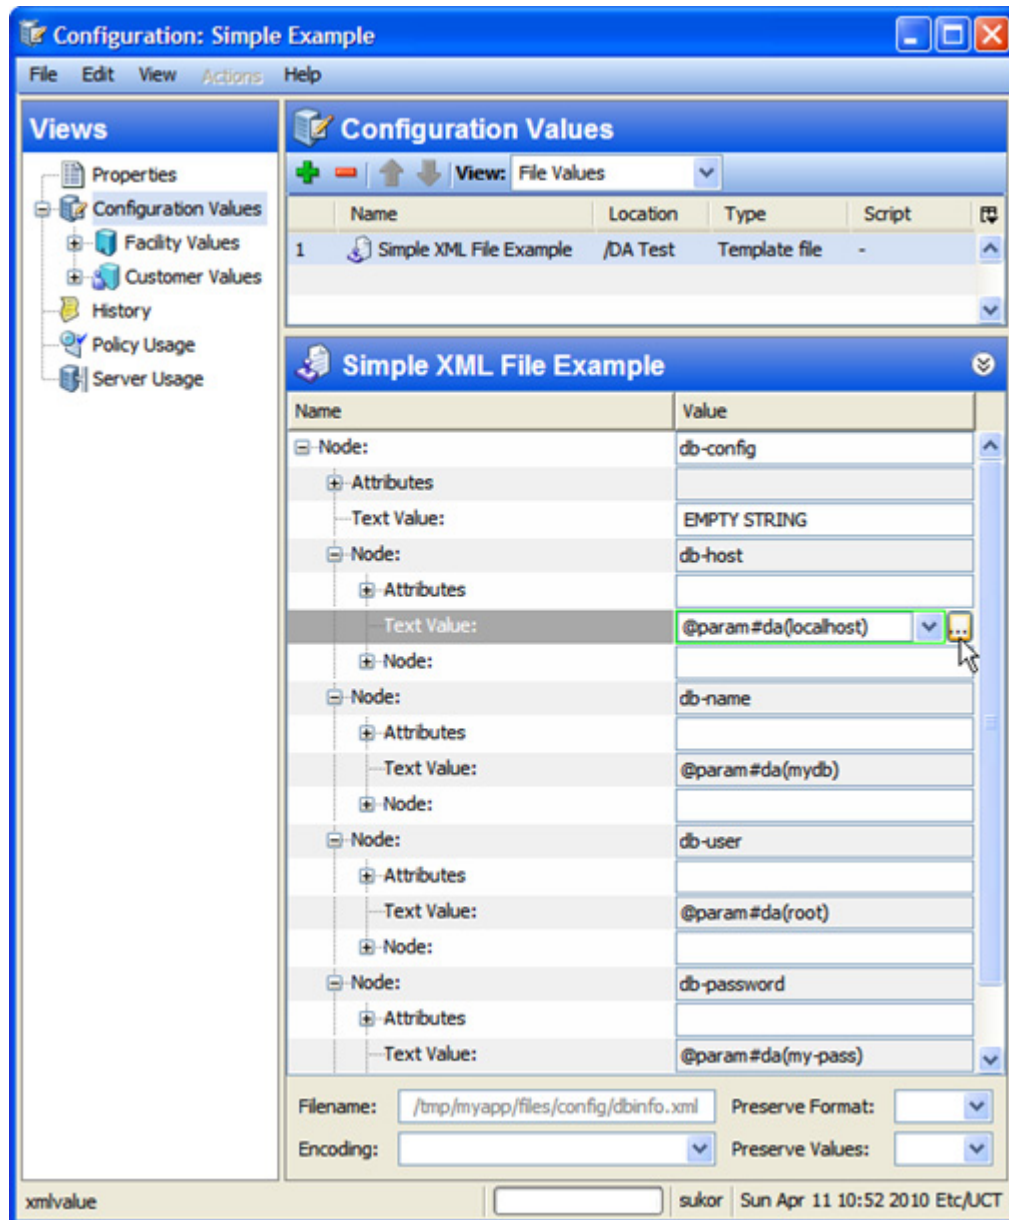 Configuration: Simple Example
File Edit View Actions Help
Views
Properties
Configuration Values
Facility Values
Customer Values
History
Policy Usage
Server Usage
Configuration Values
View: File Values
Name Location Type Script
1 Simple XML File Example /DA Test Template file -
Simple XML File Example
Name Value
Node: db-config
Attributes
Text Value: EMPTY STRING
Node: db-host
Attributes
Text Value: @param#da(localhost) ...
Node:
Node: db-name
Attributes
Text Value: @param#da(mydb)
Node:
Node: db-user
Attributes
Text Value: @param#da(root)
Node:
Node: db-password
Attributes
Text Value: @param#da(my-pass)
Filename: /tmp/myapp/files/config/dbinfo.xml Preserve Format:
Encoding: Preserve Values:
xmlvalue sukor Sun Apr 11 10:52 2010 Etc/UCT